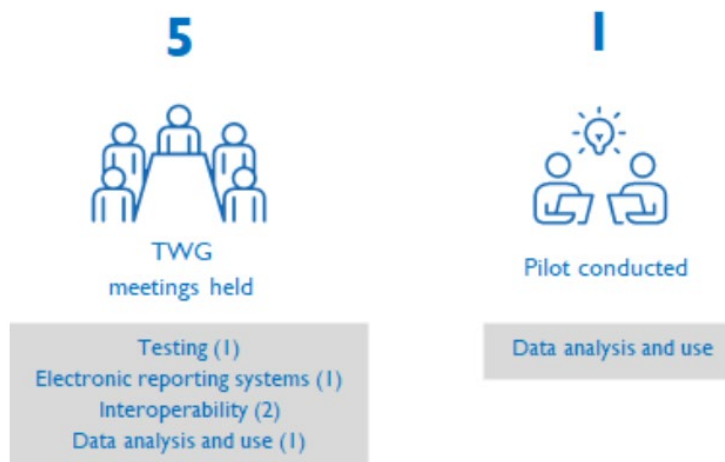 5
TWG
meetings held
Testing (1)
Electronic reporting systems (1)
Interoperability (2)
Data analysis and use (1)
1
Pilot conducted
Data analysis and use